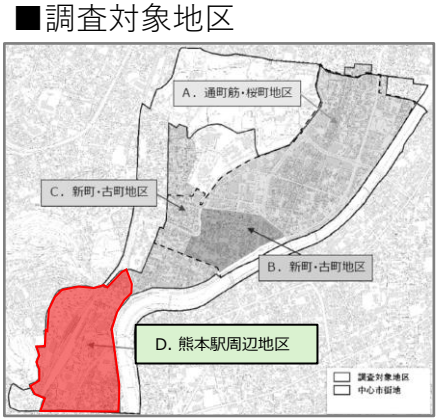 ■調査対象地区
A. 通町筋・桜町地区
C. 新町・古町地区
B. 新町・古町地区
D. 熊本駅周辺地区
調査対象地区
中心市街地